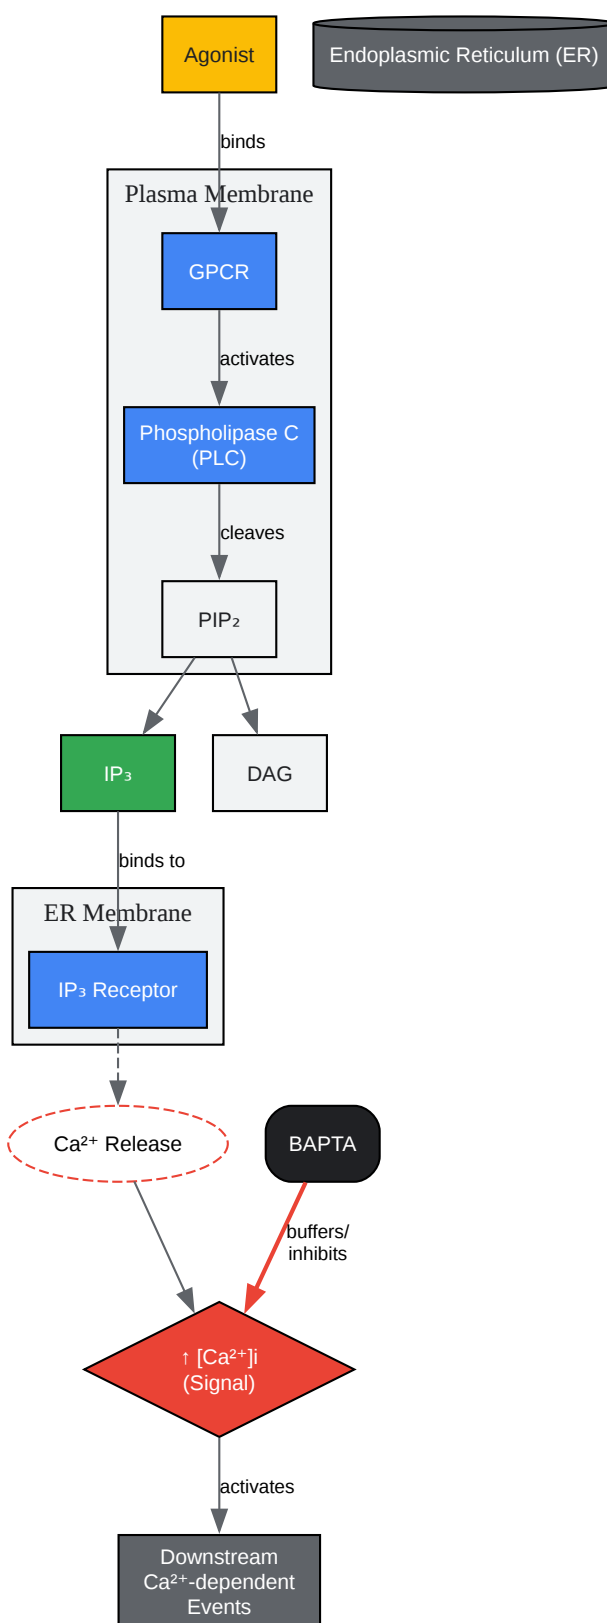 Agonist
Endoplasmic Reticulum (ER)
binds
Plasma Membrane
GPCR
activates
Phospholipase C
(PLC)
cleaves
PIP₂
IP₃
DAG
binds to
ER Membrane
IP₃ Receptor
Ca²⁺ Release
BAPTA
buffers/
inhibits
↑ [Ca²⁺]i
(Signal)
activates
Downstream
Ca²⁺-dependent
Events